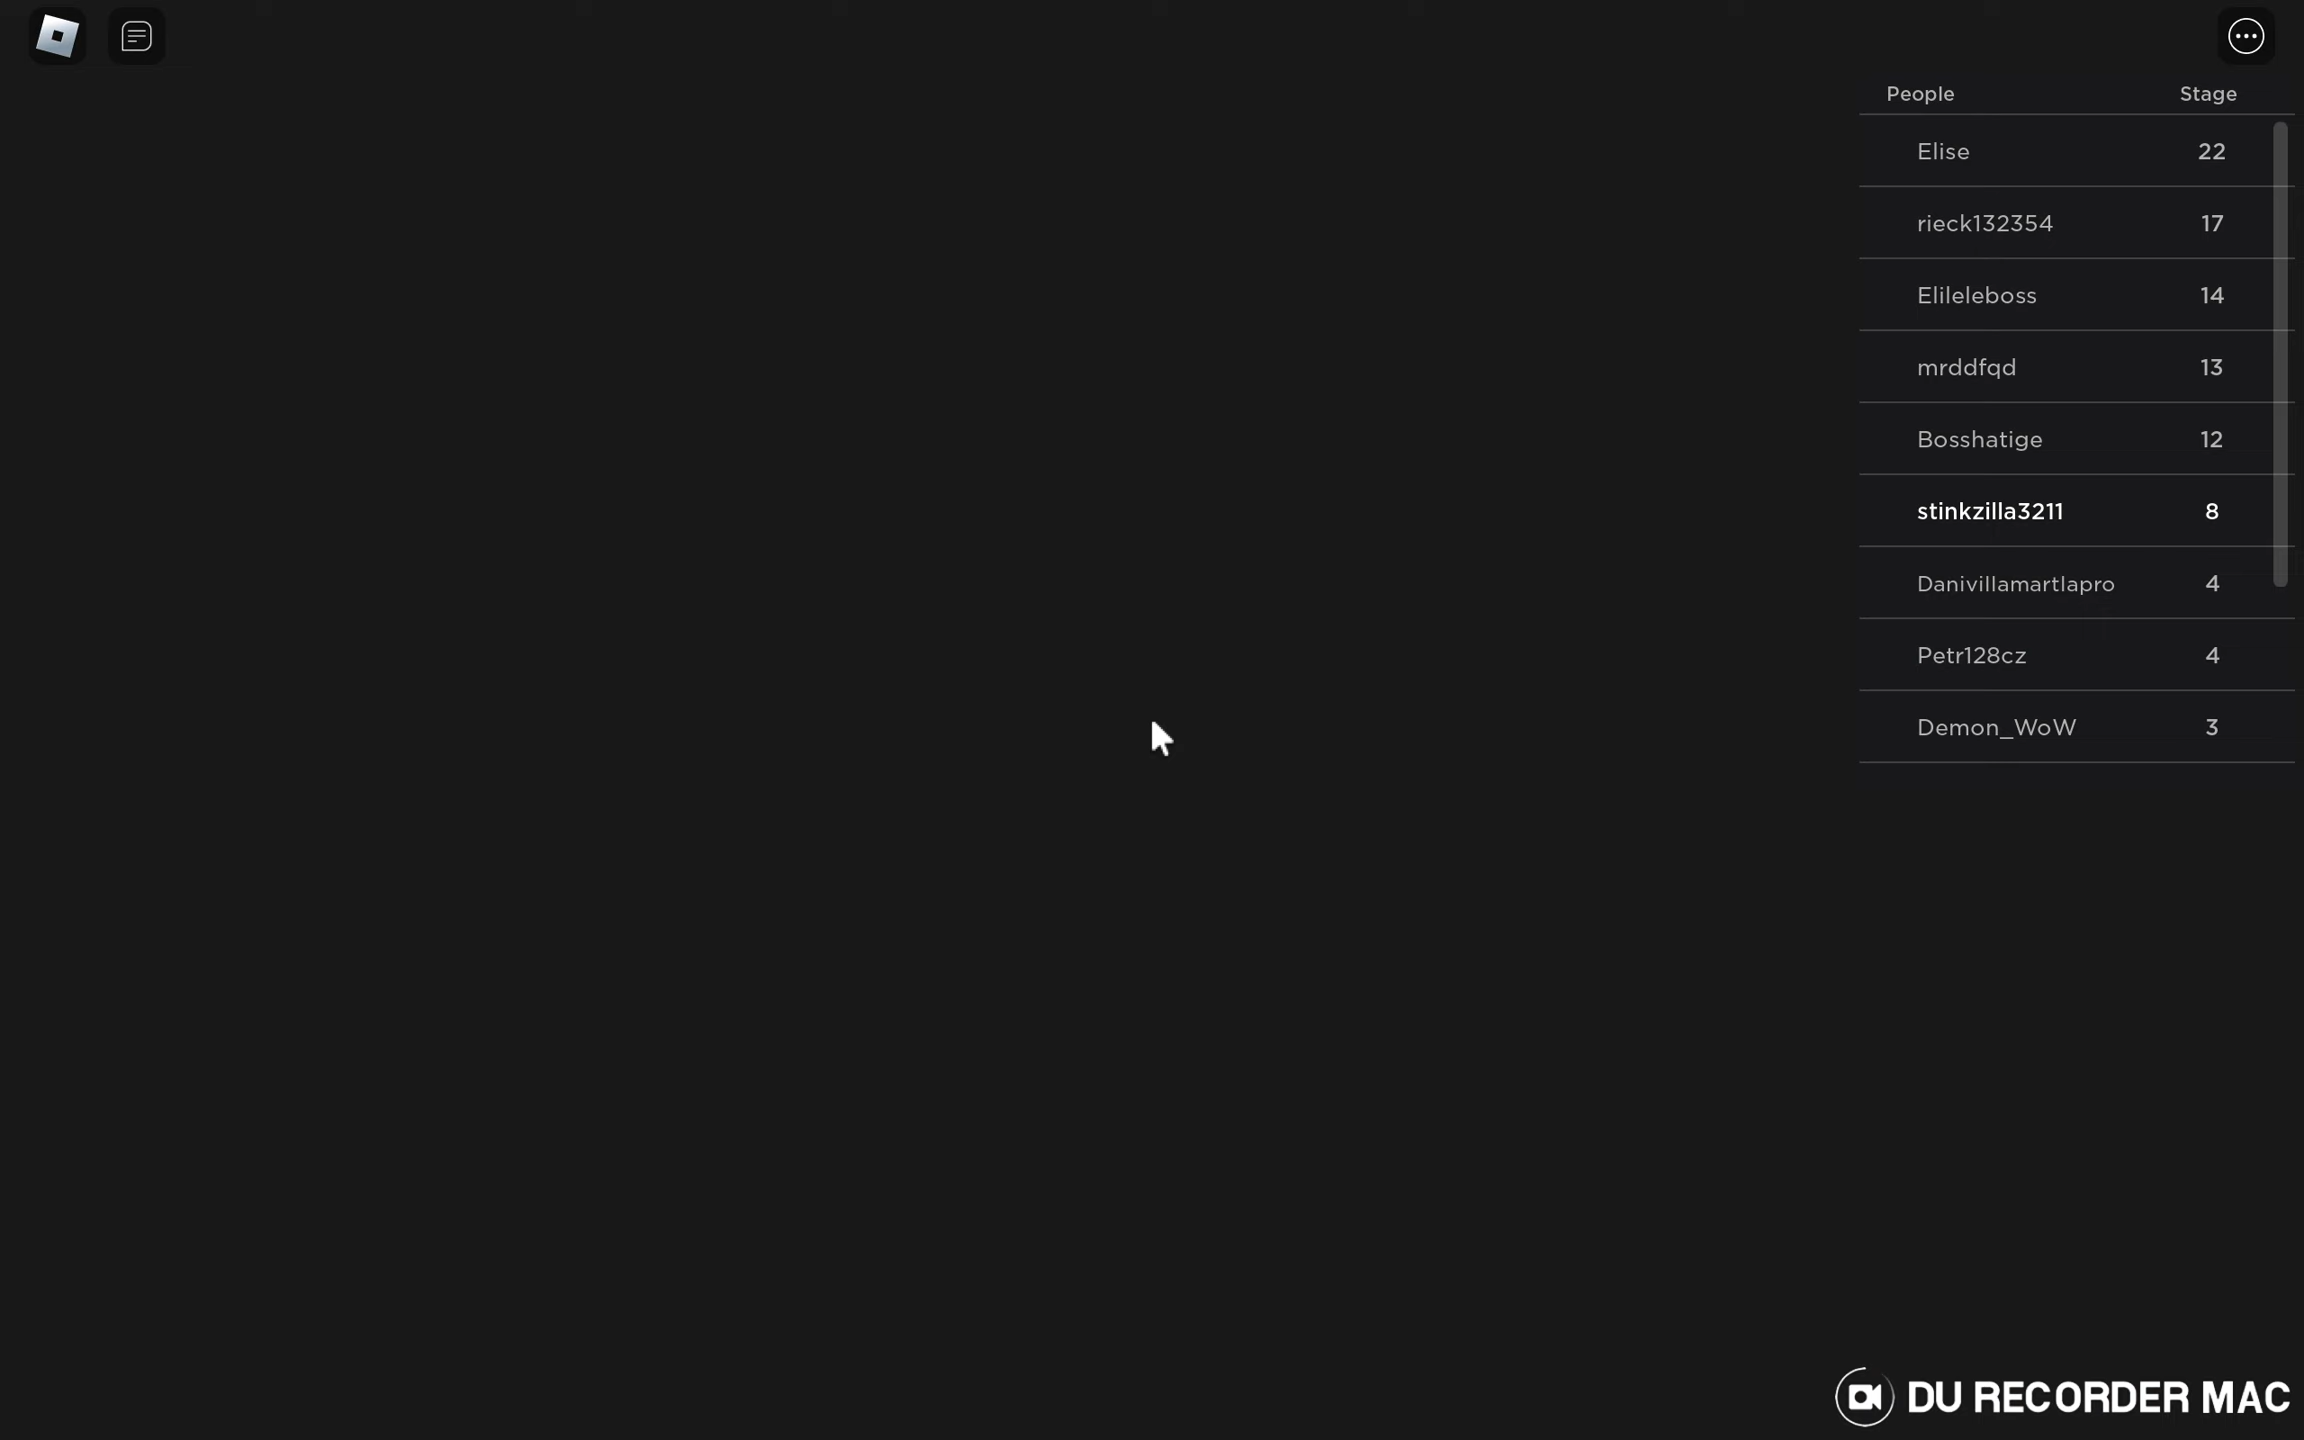 People Stage
Elise 22
rieck132354 17
Elileleboss 14
mrddfqd 13
Bosshatige 12
stinkzilla3211 8
Danivillamartlapro 4
Petr128cz 4
Demon_WoW 3
DU RECORDER MAC